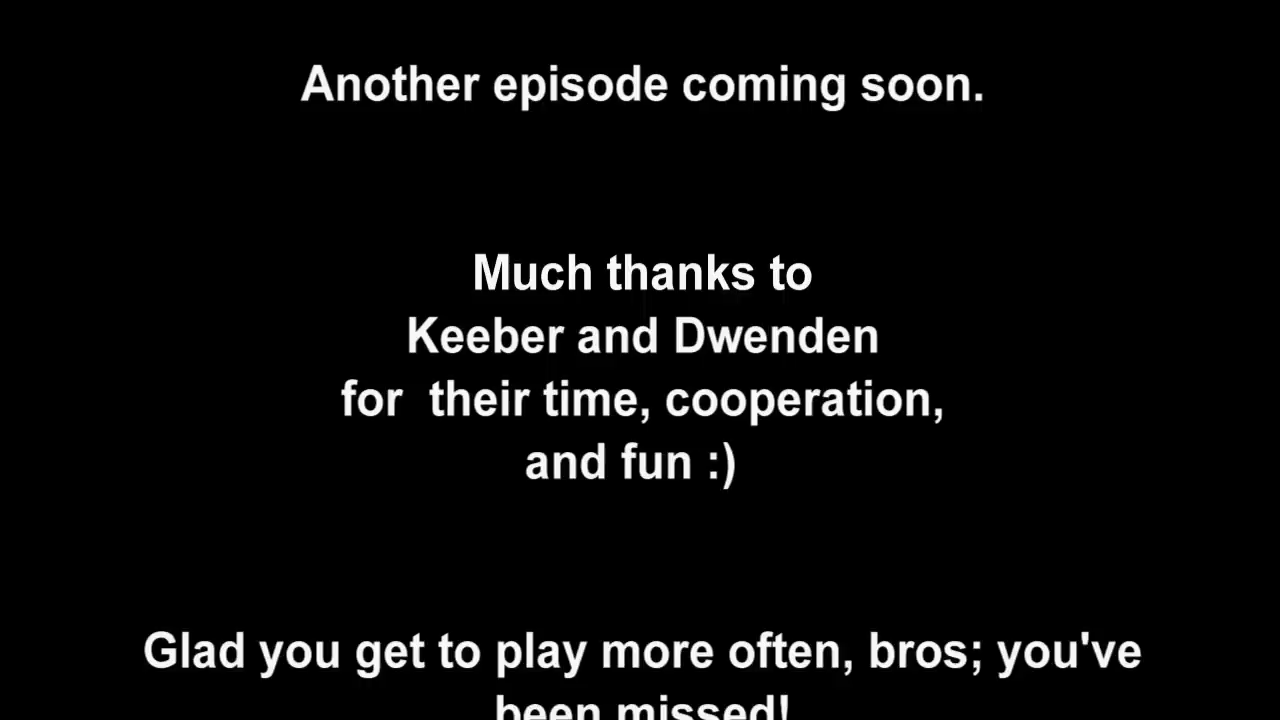 Another episode coming soon.
Much thanks to
Keeber and Dwenden
for  their time, cooperation,
and fun :)
Glad you get to play more often, bros; you've
been missed!